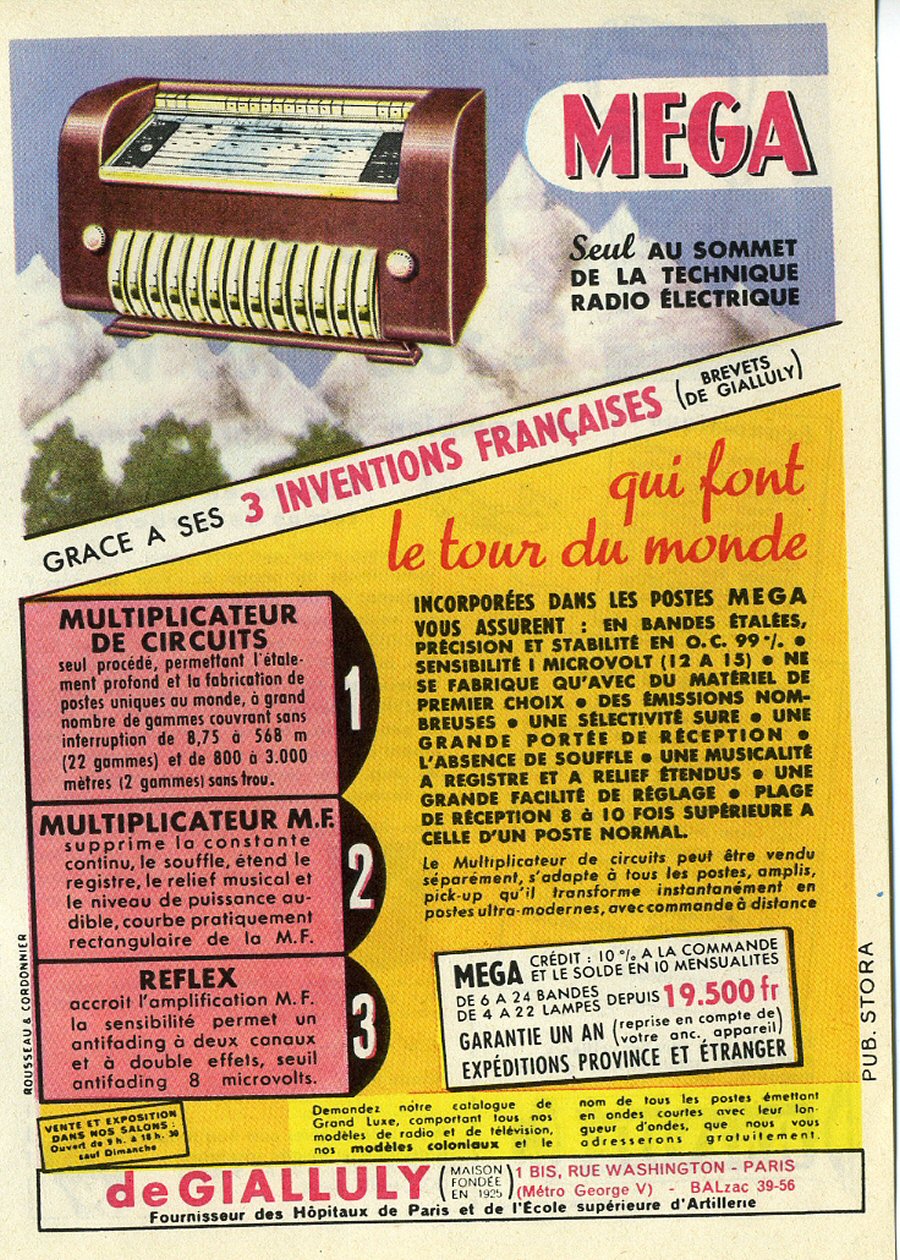 MEGA
Seul AU SOMMET
DE LA TECHNIQUE
RADIO ÉLECTRIQUE
GRACE A SES 3 INVENTIONS FRANÇAISES (BREVETS
DE GIALLULY)
qui font
le tour du monde
MULTIPLICATEUR
DE CIRCUITS
seul procédé, permettant l'étale-
ment profond et la fabrication de
postes uniques au monde, à grand
nombre de gammes couvrant sans
interruption de 8,75 à 568 m
(22 gammes) et de 800 à 3.000
mètres (2 gammes) sans trou.
1
MULTIPLICATEUR M.F.
supprime la constante
continu, le souffle, étend le
registre, le relief musical et
le niveau de puissance au-
dible, courbe pratiquement
rectangulaire de la M.F.
2
REFLEX
accroit l'amplification M.F.
la sensibilité permet un
antifading à deux canaux
et à double effets, seuil
antifading 8 microvolts.
3
INCORPORÉES DANS LES POSTES MEGA
VOUS ASSURENT : EN BANDES ÉTALÉES,
PRÉCISION ET STABILITÉ EN O.C. 99 %. •
SENSIBILITÉ 1 MICROVOLT (12 A 15) • NE
SE FABRIQUE QU'AVEC DU MATÉRIEL DE
PREMIER CHOIX • DES ÉMISSIONS NOM-
BREUSES • UNE SÉLECTIVITÉ SURE • UNE
GRANDE PORTÉE DE RÉCEPTION •
L'ABSENCE DE SOUFFLE • UNE MUSICALITÉ
A REGISTRE ET A RELIEF ÉTENDUS • UNE
GRANDE FACILITÉ DE RÉGLAGE • PLAGE
DE RÉCEPTION 8 à 10 FOIS SUPÉRIEURE A
CELLE D'UN POSTE NORMAL.
Le Multiplicateur de circuits peut être vendu
séparément, s'adapte à tous les postes, amplis,
pick-up qu'il transforme instantanément en
postes ultra-modernes, avec commande à distance
MEGA CRÉDIT : 10 % A LA COMMANDE
ET LE SOLDE EN 10 MENSUALITES
DE 6 A 24 BANDES
DE 4 A 22 LAMPES DEPUIS 19.500 fr
GARANTIE UN AN (reprise en compte de
votre anc. appareil)
EXPÉDITIONS PROVINCE ET ÉTRANGER
ROUSSEAU & CORDONNIER
PUB. STORA
VENTE ET EXPOSITION
DANS NOS SALONS :
Ouvert de 9 h. à 18 h. 30
sauf Dimanche
Demandez nôtre catalogue de
Grand Luxe, comportant tous nos
modèles de radio et de télévision,
nos modèles coloniaux et le
nom de tous les postes émettant
en ondes courtes avec leur lon-
gueur d'ondes, que nous vous
adresserons gratuitement.
de GIALLULY (MAISON
FONDÉE
EN 1925)
1 BIS, RUE WASHINGTON - PARIS
(Métro George V) - BALzac 39-56
Fournisseur des Hôpitaux de Paris et de l'École supérieure d'Artillerie